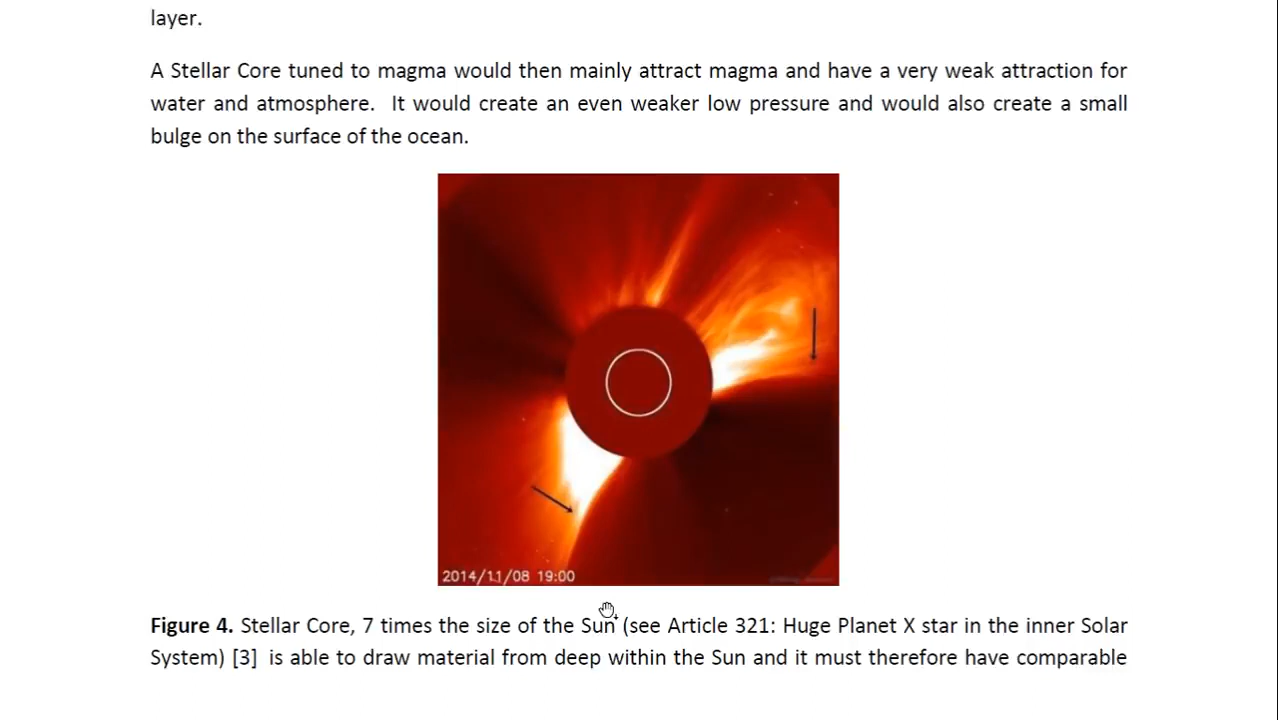 layer.
A Stellar Core tuned to magma would then mainly attract magma and have a very weak attraction for
water and atmosphere. It would create an even weaker low pressure and would also create a small
bulge on the surface of the ocean.
2014/11/08 19:00
Figure 4. Stellar Core, 7 times the size of the Sun (see Article 321: Huge Planet X star in the inner Solar
System) [3] is able to draw material from deep within the Sun and it must therefore have comparable